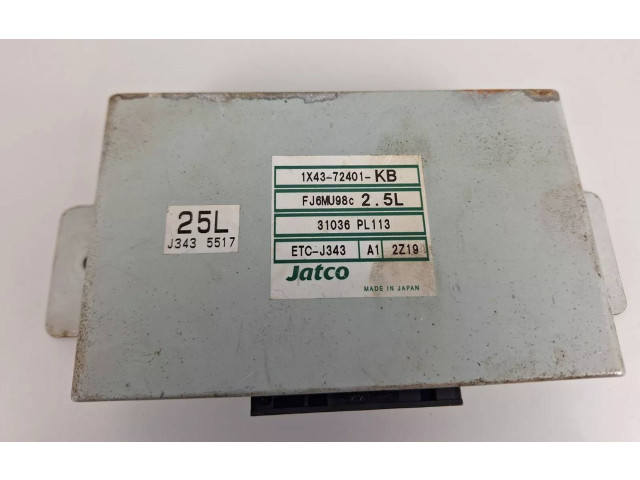 1X43-72401-KB
FJ6MU98c 2.5L
31036 PL113
ETC-J343 A1 2Z19
Jatco
MADE IN JAPAN
25L
J343 5517